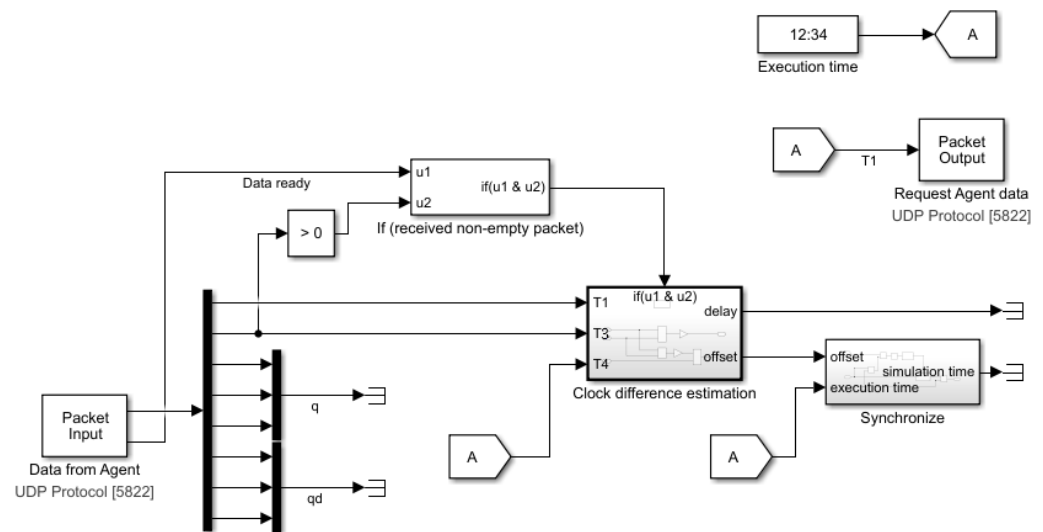 12:34
A
Execution time
A
T1
Packet
Output
Request Agent data
UDP Protocol [5822]
Data ready
u1
u2
if(u1 & u2)
If (received non-empty packet)
> 0
T1
T3
T4
if(u1 & u2)
delay
offset
Clock difference estimation
offset
execution time
simulation time
Synchronize
q
A
A
Packet
Input
Data from Agent
UDP Protocol [5822]
qd